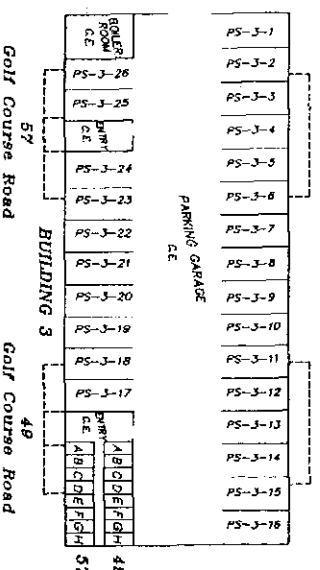 PS-3-1
PS-3-2
PS-3-3
PS-3-4
PS-3-5
PS-3-6
PS-3-7
PS-3-8
PS-3-9
PS-3-10
PS-3-11
PS-3-12
PS-3-13
PS-3-14
PS-3-15
PS-3-16
PARKING GARAGE
C.E.
BOILER
ROOM
C.E.
PS-3-26
PS-3-25
ENTRY
C.E.
PS-3-24
PS-3-23
PS-3-22
PS-3-21
PS-3-20
PS-3-19
PS-3-18
PS-3-17
ENTRY
C.E.
A B C D E F G H
A B C D E F G H
57
Golf Course Road
BUILDING 3
49
Golf Course Road